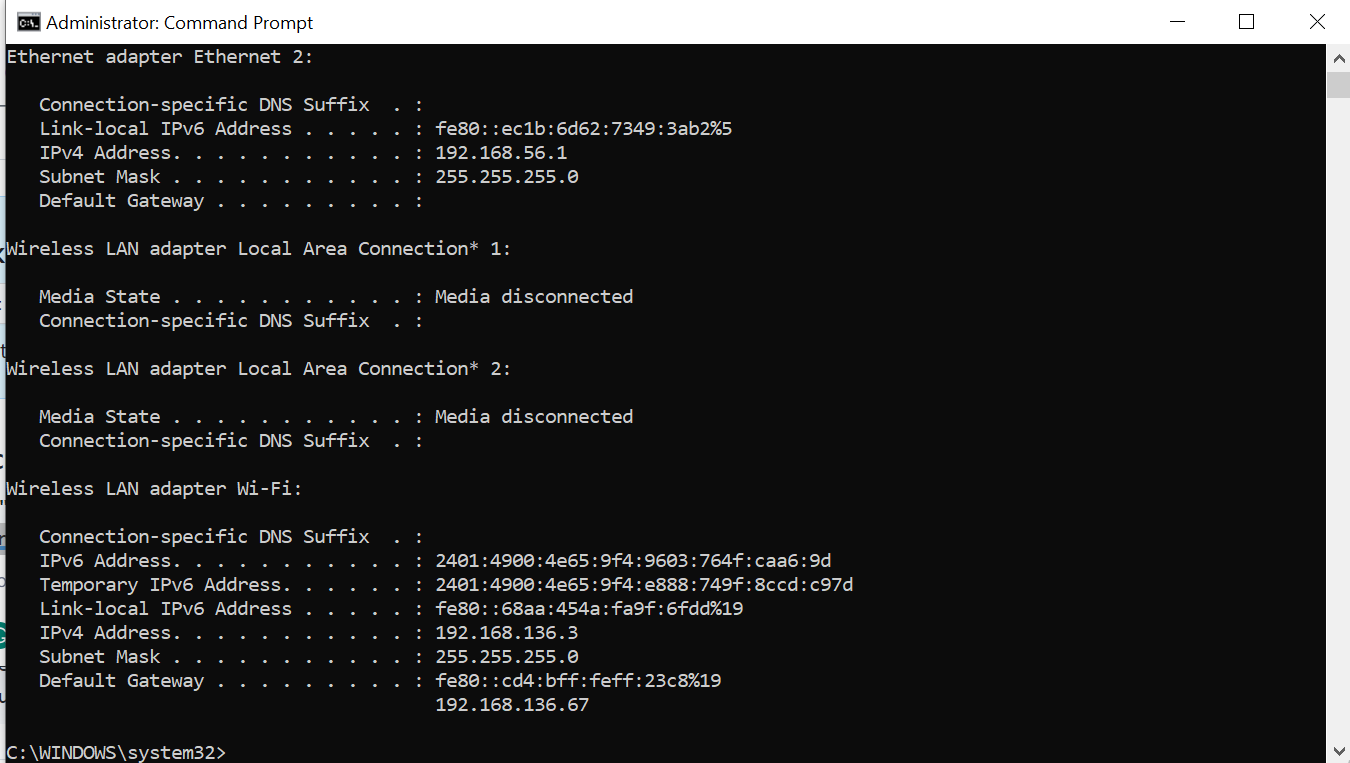 Administrator: Command Prompt
Ethernet adapter Ethernet 2:
Connection-specific DNS Suffix  . :
Link-local IPv6 Address . . . . . : fe80::ec1b:6d62:7349:3ab2%5
IPv4 Address. . . . . . . . . . . : 192.168.56.1
Subnet Mask . . . . . . . . . . . : 255.255.255.0
Default Gateway . . . . . . . . . :
Wireless LAN adapter Local Area Connection* 1:
Media State . . . . . . . . . . . : Media disconnected
Connection-specific DNS Suffix  . :
Wireless LAN adapter Local Area Connection* 2:
Media State . . . . . . . . . . . : Media disconnected
Connection-specific DNS Suffix  . :
Wireless LAN adapter Wi-Fi:
Connection-specific DNS Suffix  . :
IPv6 Address. . . . . . . . . . . : 2401:4900:4e65:9f4:9603:764f:caa6:9d
Temporary IPv6 Address. . . . . . : 2401:4900:4e65:9f4:e888:749f:8ccd:c97d
Link-local IPv6 Address . . . . . : fe80::68aa:454a:fa9f:6fdd%19
IPv4 Address. . . . . . . . . . . : 192.168.136.3
Subnet Mask . . . . . . . . . . . : 255.255.255.0
Default Gateway . . . . . . . . . : fe80::cd4:bff:feff:23c8%19
192.168.136.67
C:\WINDOWS\system32>